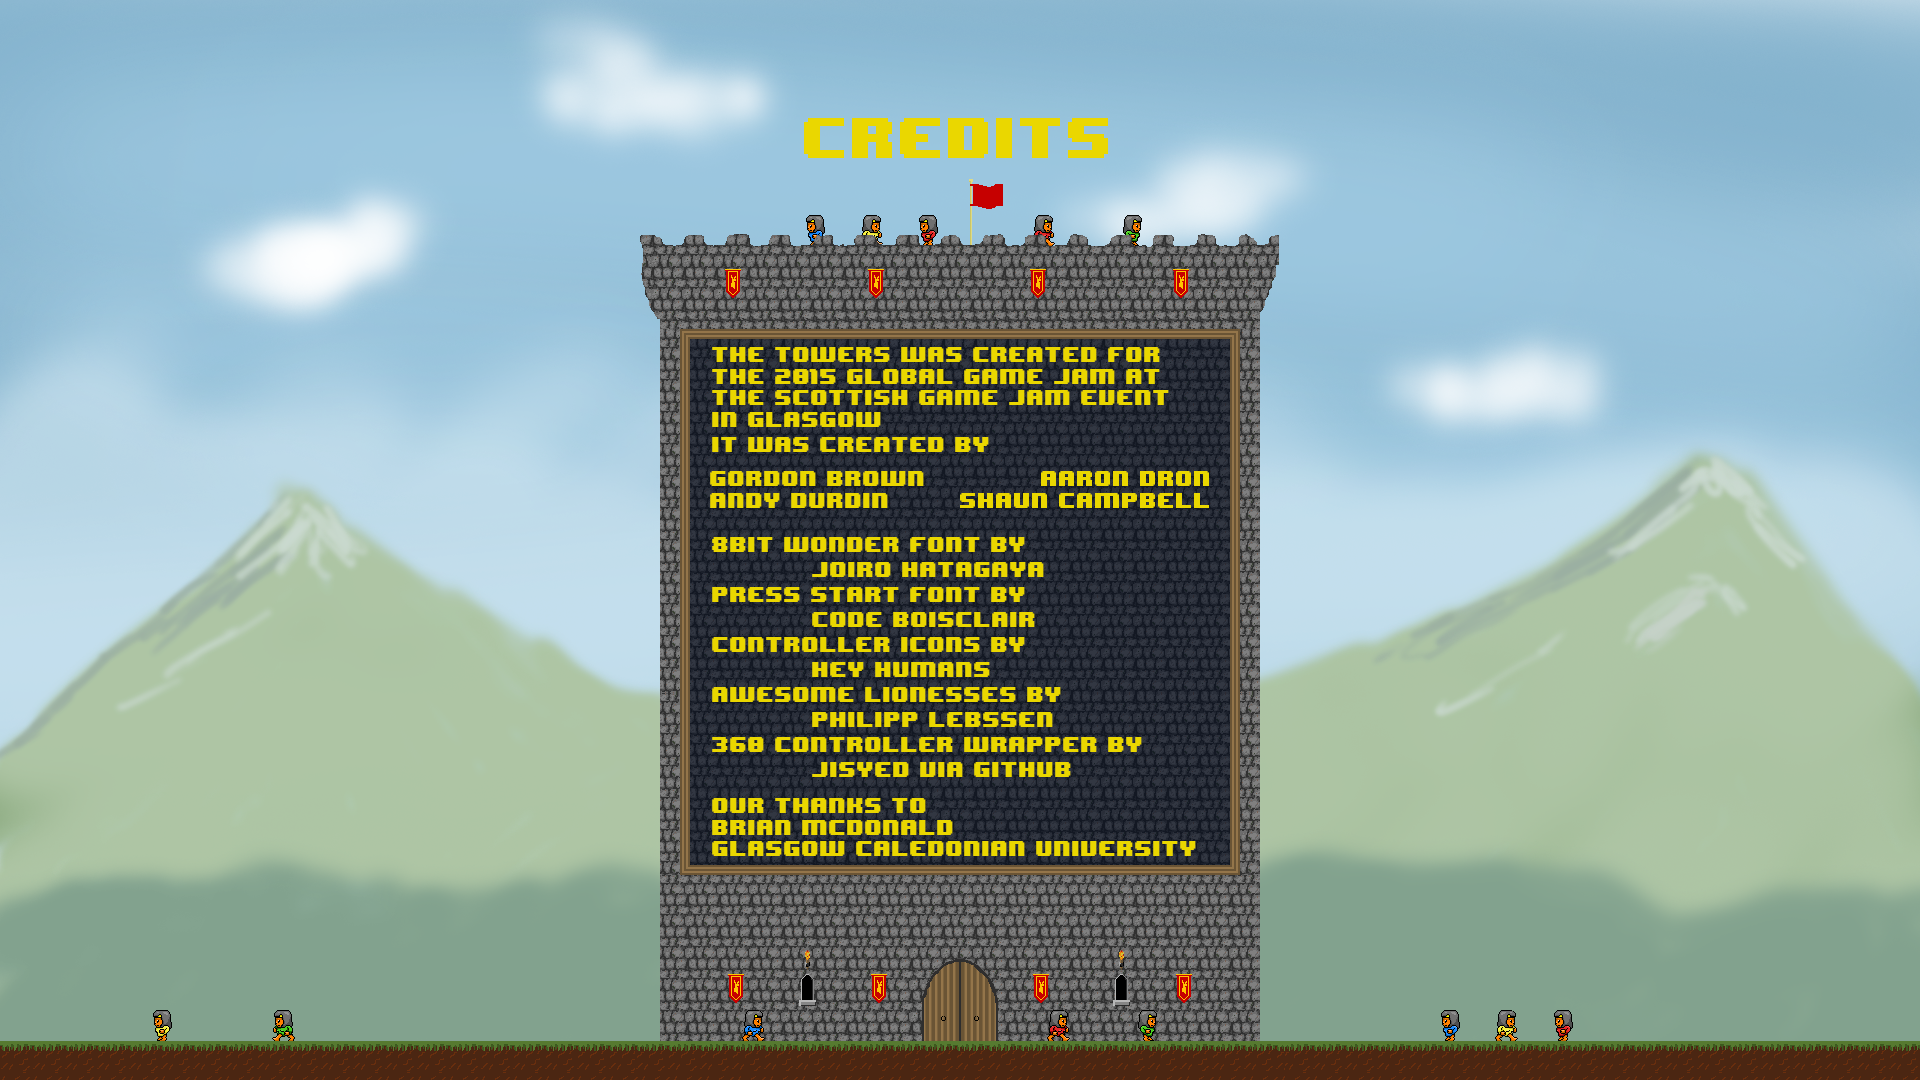 CREDITS
THE TOWERS WAS CREATED FOR
THE 2015 GLOBAL GAME JAM AT
THE SCOTTISH GAME JAM EVENT
IN GLASGOW
IT WAS CREATED BY
GORDON BROWN AARON DRON
ANDY DURDIN SHAUN CAMPBELL
8BIT WONDER FONT BY
JOIRO HATAGAYA
PRESS START FONT BY
CODE BOISCLAIR
CONTROLLER ICONS BY
HEY HUMANS
AWESOME LIONESSES BY
PHILIPP LEBSSEN
360 CONTROLLER WRAPPER BY
JISYED VIA GITHUB
OUR THANKS TO
BRIAN MCDONALD
GLASGOW CALEDONIAN UNIVERSITY